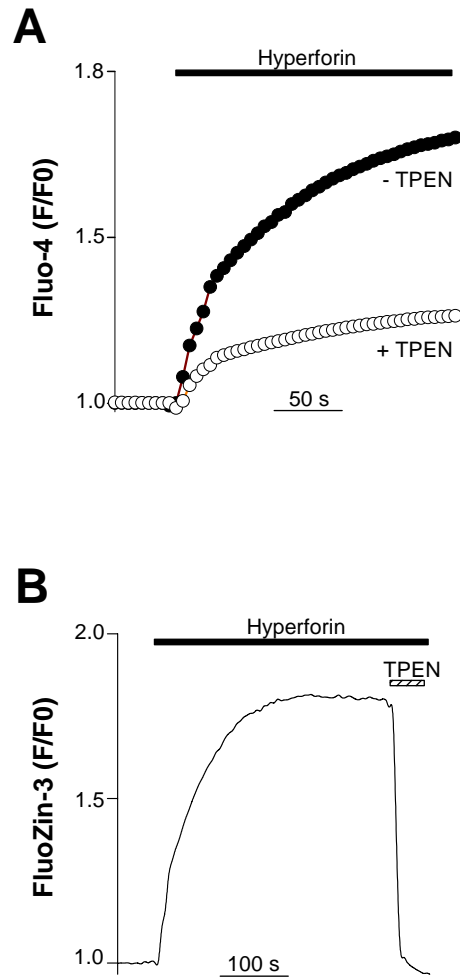 A
Hyperforin
1.8
- TPEN
1.5
Fluo-4 (F/F0)
+ TPEN
1.0
50 s
B
Hyperforin
2.0
TPEN
1.5
FluoZin-3 (F/F0)
1.0
100 s